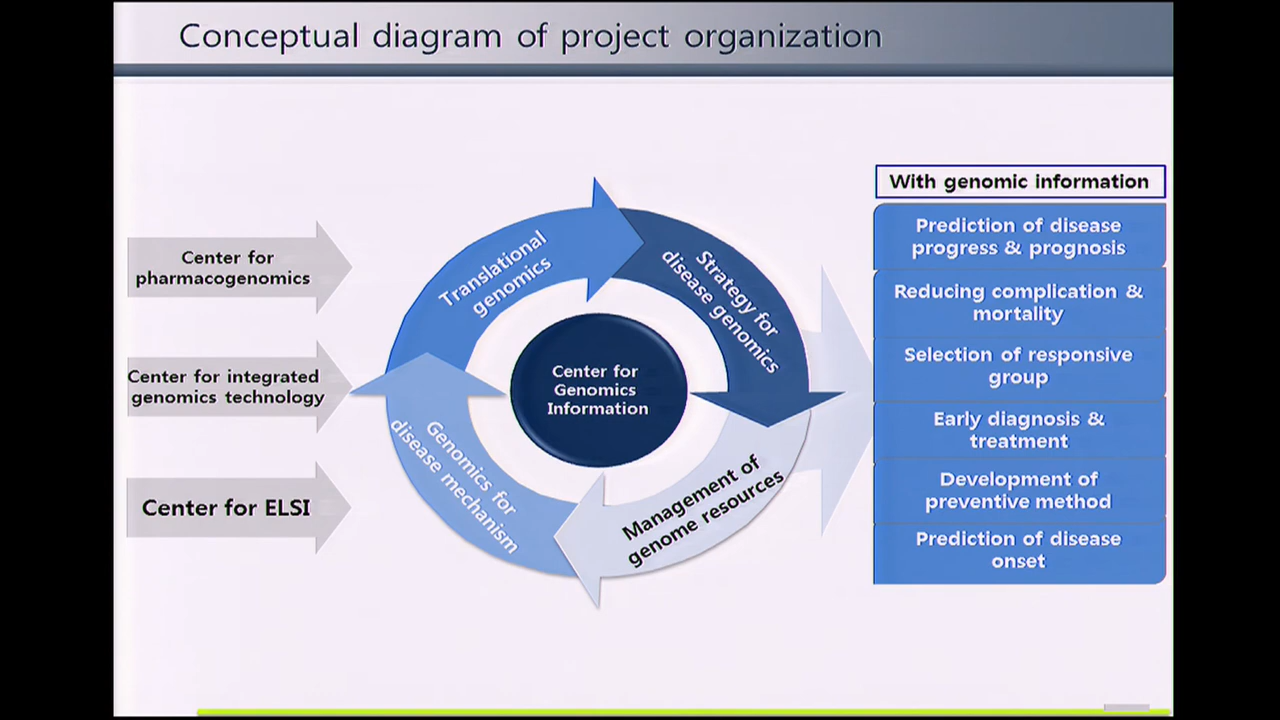 Conceptual diagram of project organization
Center for
pharmacogenomics
Center for integrated
genomics technology
Center for ELSI
Translational
genomics
Strategy for
disease genomics
Center for
Genomics
Information
Genomics for
disease mechanism
Management of
genome resources
With genomic information
Prediction of disease
progress & prognosis
Reducing complication &
mortality
Selection of responsive
group
Early diagnosis &
treatment
Development of
preventive method
Prediction of disease
onset